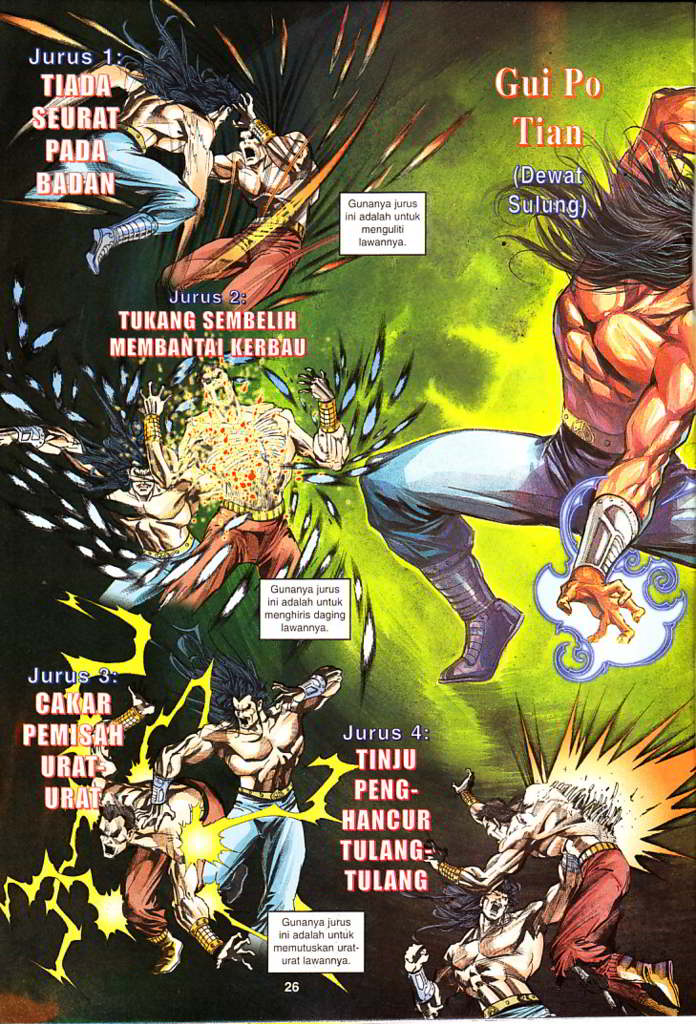 Jurus 1:
TIADA
SEURAT
PADA
BADAN
Gui Po
Tian
(Dewat
Sulung)
Gunanya jurus
ini adalah untuk
menguliti
lawannya.
Jurus 2:
TUKANG SEMBELIH
MEMBANTAI KERBAU
Gunanya jurus
ini adalah untuk
menghiris daging
lawannya.
Jurus 3:
CAKAR
PEMISAH
URAT-
URAT
Jurus 4:
TINJU
PENG-
HANCUR
TULANG-
TULANG
Gunanya jurus
ini adalah untuk
memutuskan urat-
urat lawannya.
26